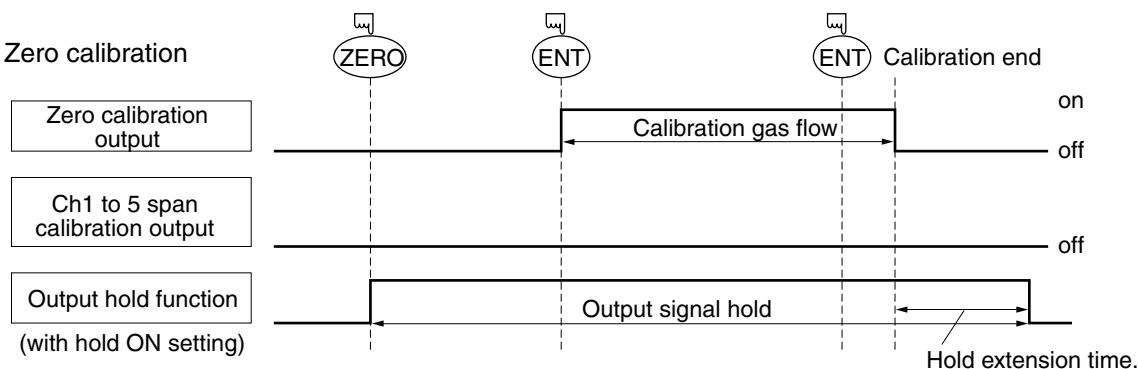 Zero calibration
ZERO
ENT
ENT
Calibration end
Zero calibration
output
on
Calibration gas flow
off
Ch1 to 5 span
calibration output
off
Output hold function
Output signal hold
(with hold ON setting)
Hold extension time.